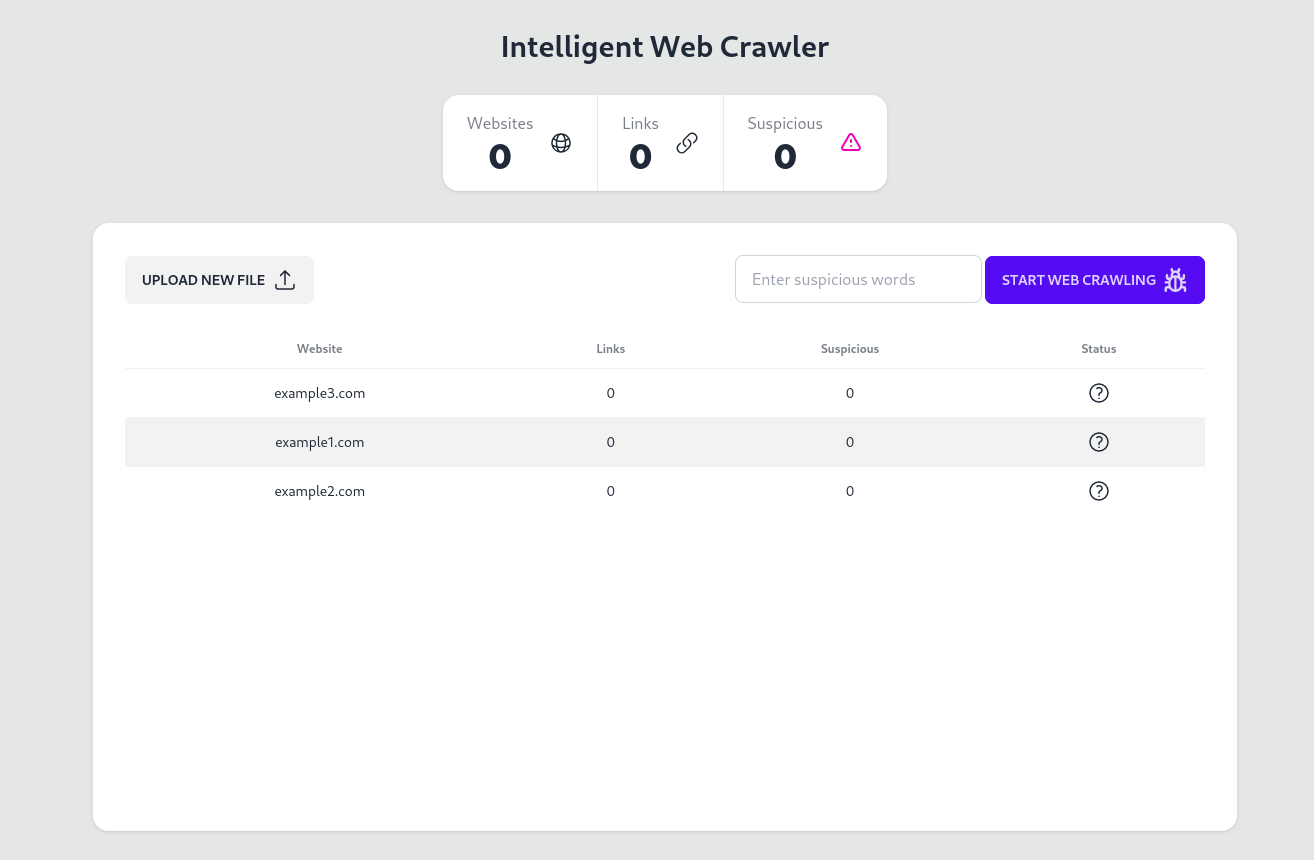 Intelligent Web Crawler
Websites Links Suspicious
0 0 0
UPLOAD NEW FILE Enter suspicious words START WEB CRAWLING
Website Links Suspicious Status
example3.com 0 0 ?
example1.com 0 0 ?
example2.com 0 0 ?